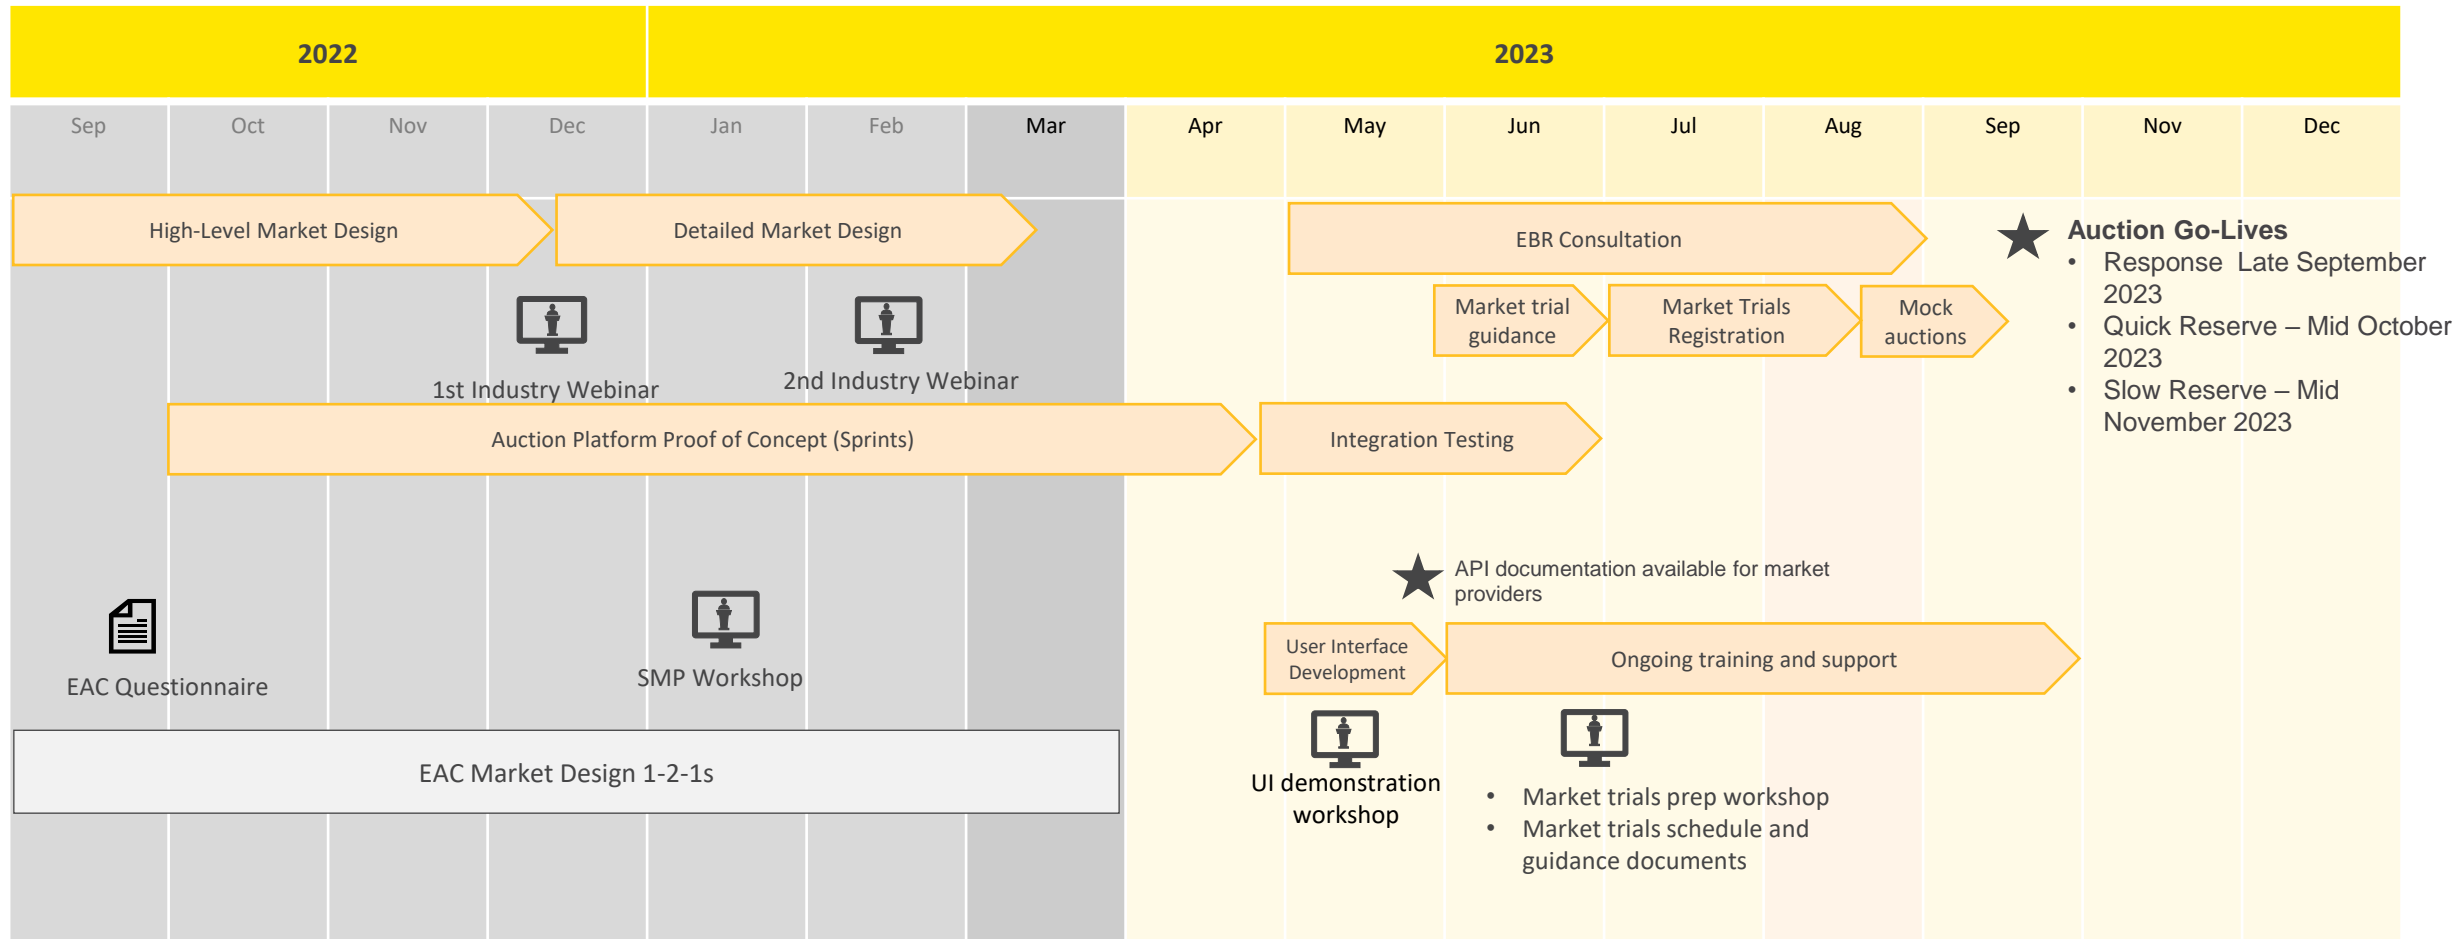 2022
2023
Sep
Oct
Nov
Dec
Jan
Feb
Mar
Apr
May
Jun
Jul
Aug
Sep
Nov
Dec
High-Level Market Design
Detailed Market Design
EBR Consultation
Auction Go-Lives
• Response Late September
2023
• Quick Reserve – Mid October
2023
• Slow Reserve – Mid
November 2023
Market trial
guidance
Market Trials
Registration
Mock
auctions
1st Industry Webinar
2nd Industry Webinar
Auction Platform Proof of Concept (Sprints)
Integration Testing
API documentation available for market
providers
EAC Questionnaire
SMP Workshop
User Interface
Development
Ongoing training and support
EAC Market Design 1-2-1s
UI demonstration
workshop
• Market trials prep workshop
• Market trials schedule and
guidance documents